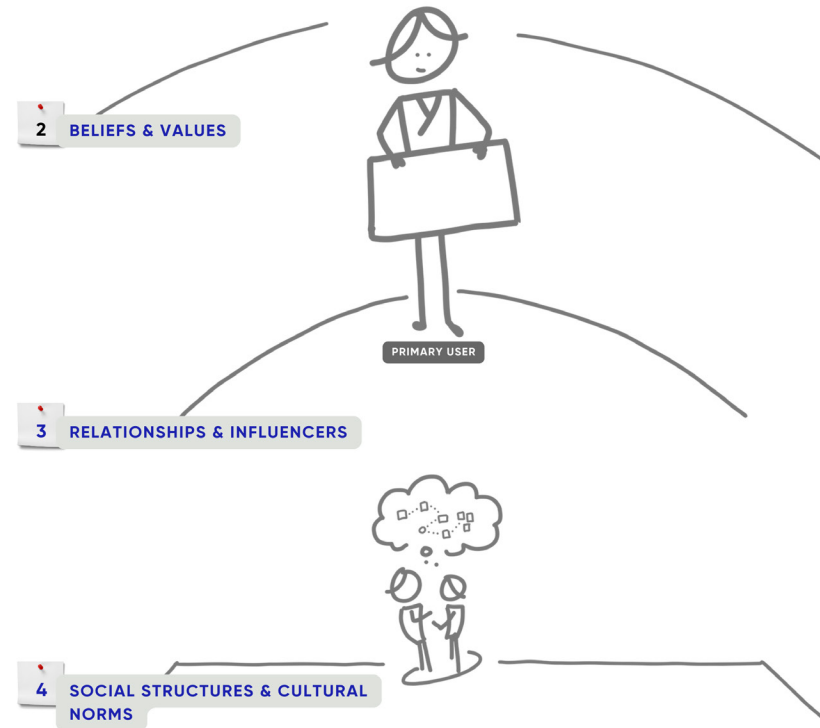 2 BELIEFS & VALUES
PRIMARY USER
3 RELATIONSHIPS & INFLUENCERS
4 SOCIAL STRUCTURES & CULTURAL
NORMS